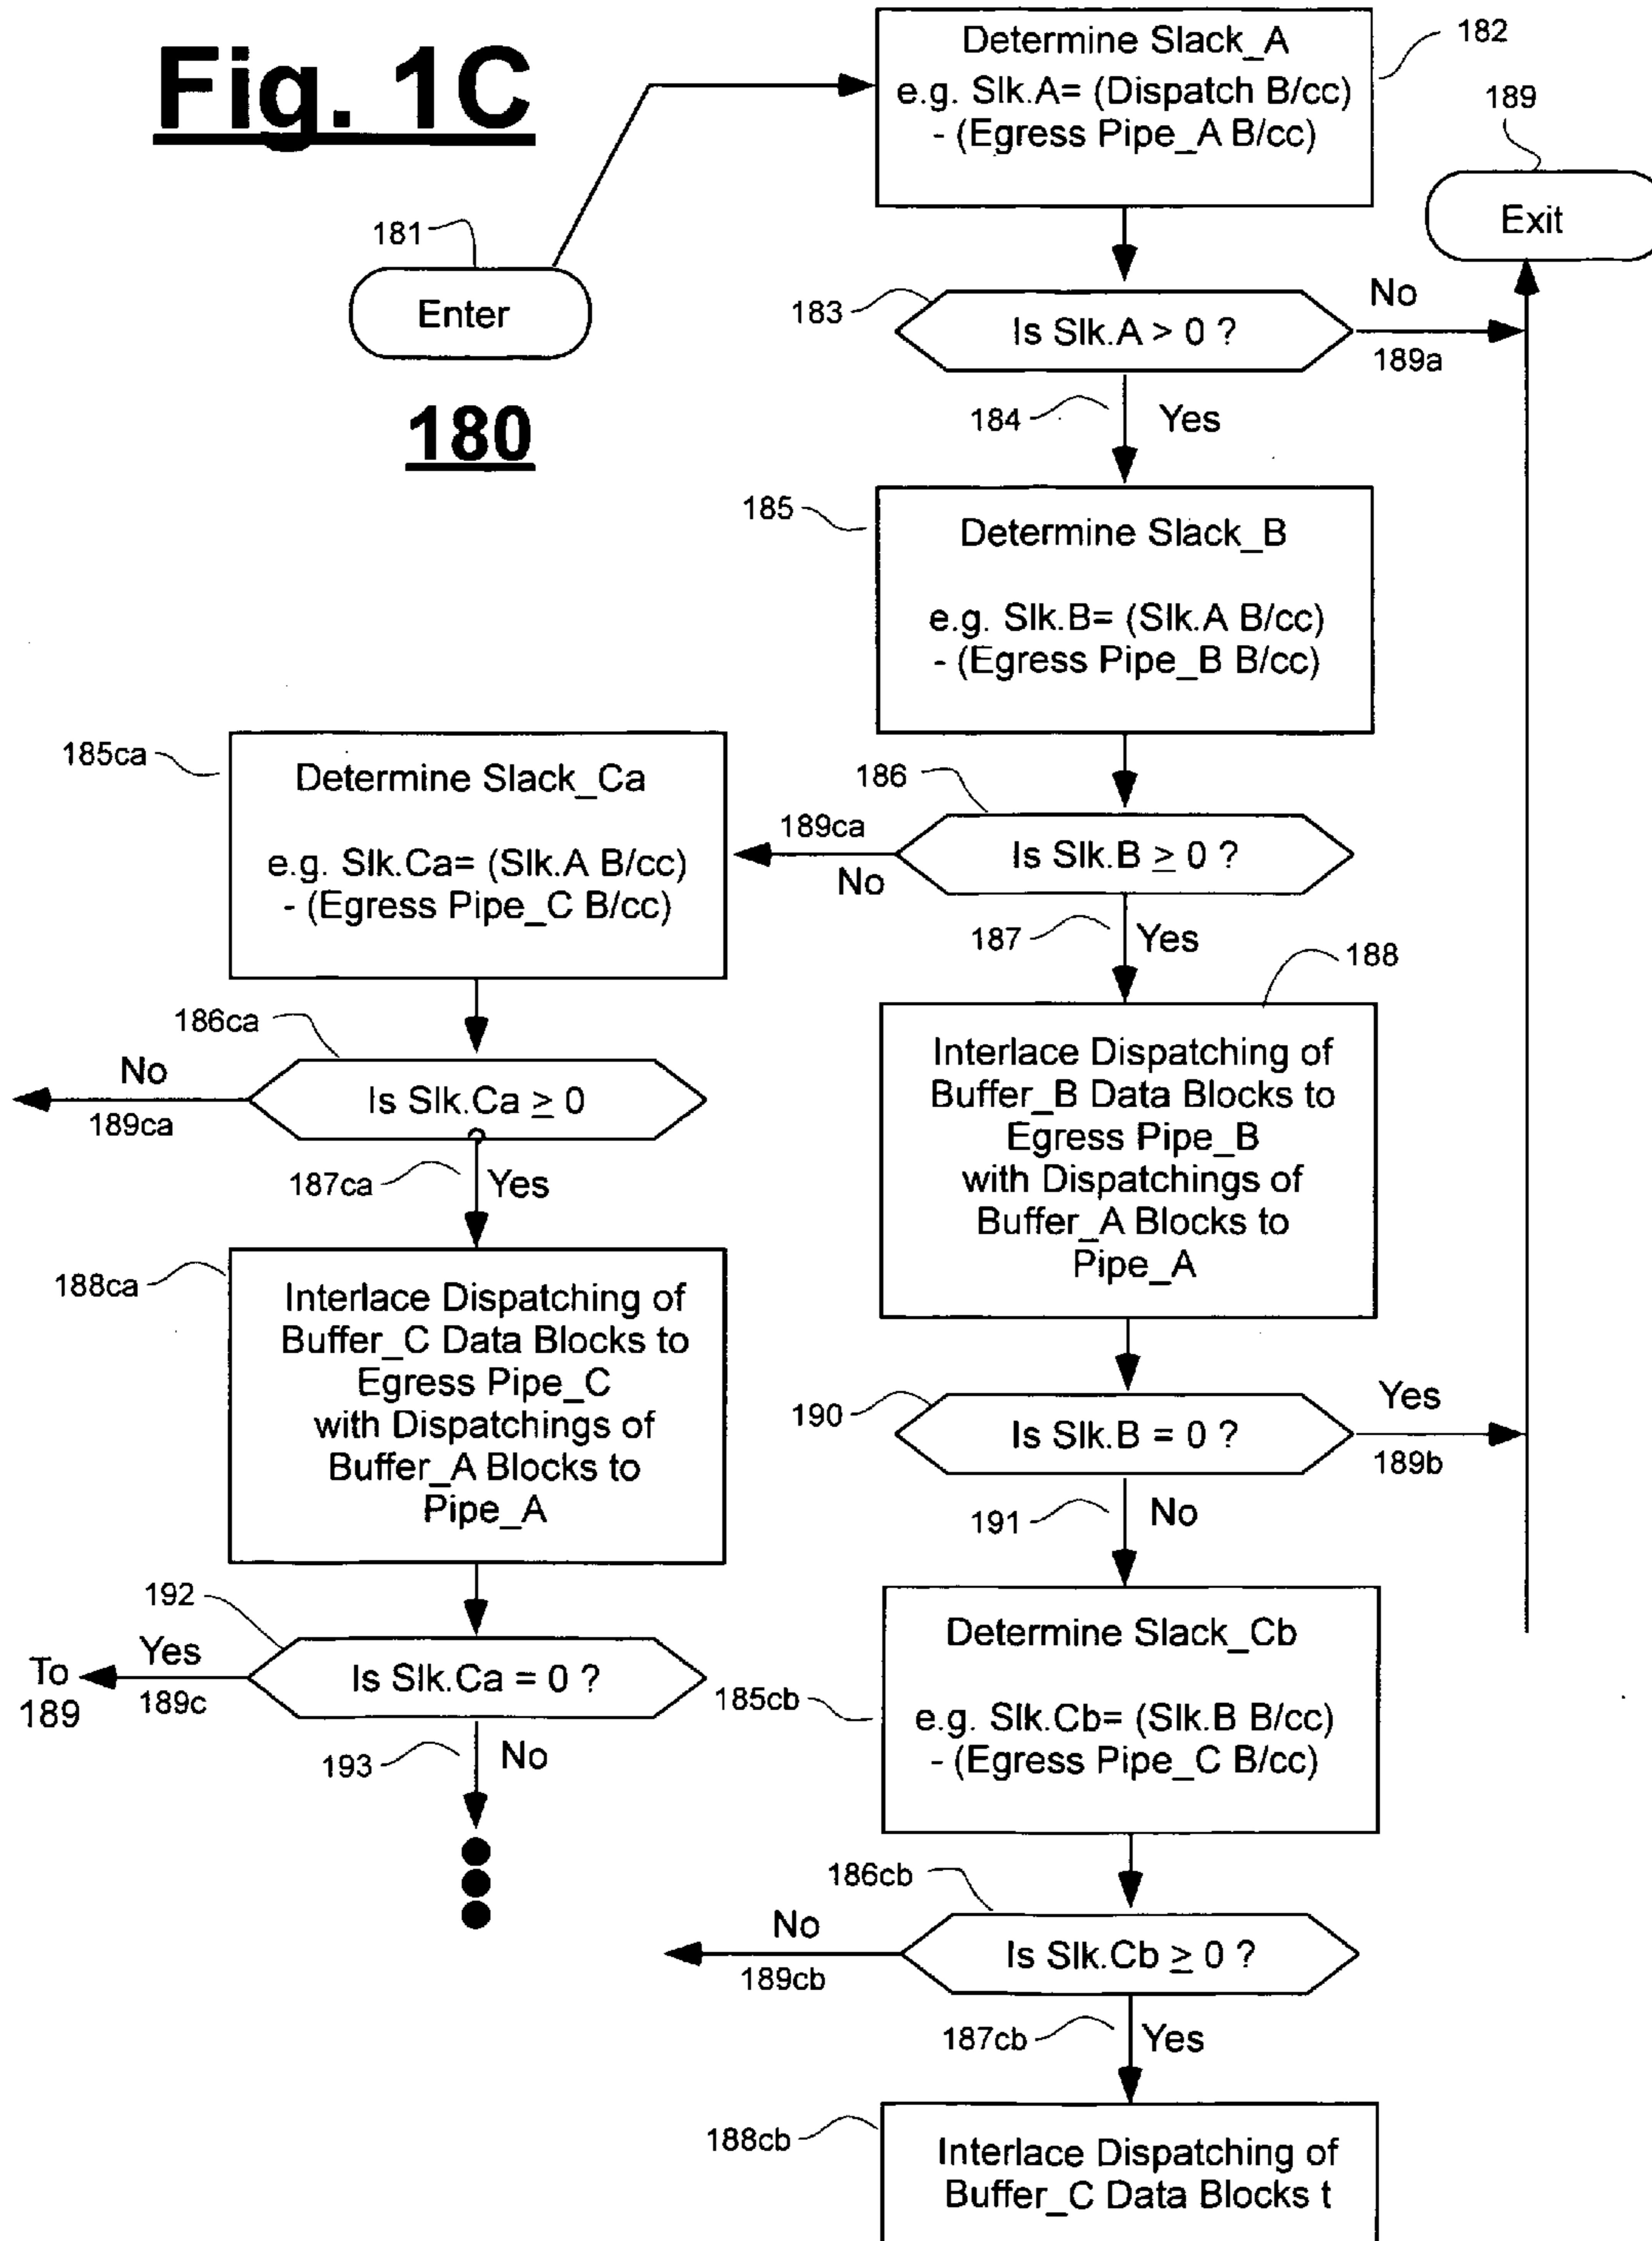 Fig. 1C
180
181
Enter
Determine Slack_A
e.g. Slk.A= (Dispatch B/cc)
- (Egress Pipe_A B/cc)
182
189
Exit
183
Is Slk.A > 0 ?
No
189a
184
Yes
185
Determine Slack_B
e.g. Slk.B= (Slk.A B/cc)
- (Egress Pipe_B B/cc)
186
Is Slk.B ≥ 0 ?
189ca
No
185ca
Determine Slack_Ca
e.g. Slk.Ca= (Slk.A B/cc)
- (Egress Pipe_C B/cc)
187
Yes
188
Interlace Dispatching of
Buffer_B Data Blocks to
Egress Pipe_B
with Dispatchings of
Buffer_A Blocks to
Pipe_A
186ca
Is Slk.Ca ≥ 0
No
189ca
187ca
Yes
188ca
Interlace Dispatching of
Buffer_C Data Blocks to
Egress Pipe_C
with Dispatchings of
Buffer_A Blocks to
Pipe_A
190
Is Slk.B = 0 ?
Yes
189b
191
No
192
Is Slk.Ca = 0 ?
Yes
189c
To
189
193
No
185cb
Determine Slack_Cb
e.g. Slk.Cb= (Slk.B B/cc)
- (Egress Pipe_C B/cc)
186cb
Is Slk.Cb ≥ 0 ?
No
189cb
187cb
Yes
188cb
Interlace Dispatching of
Buffer_C Data Blocks t